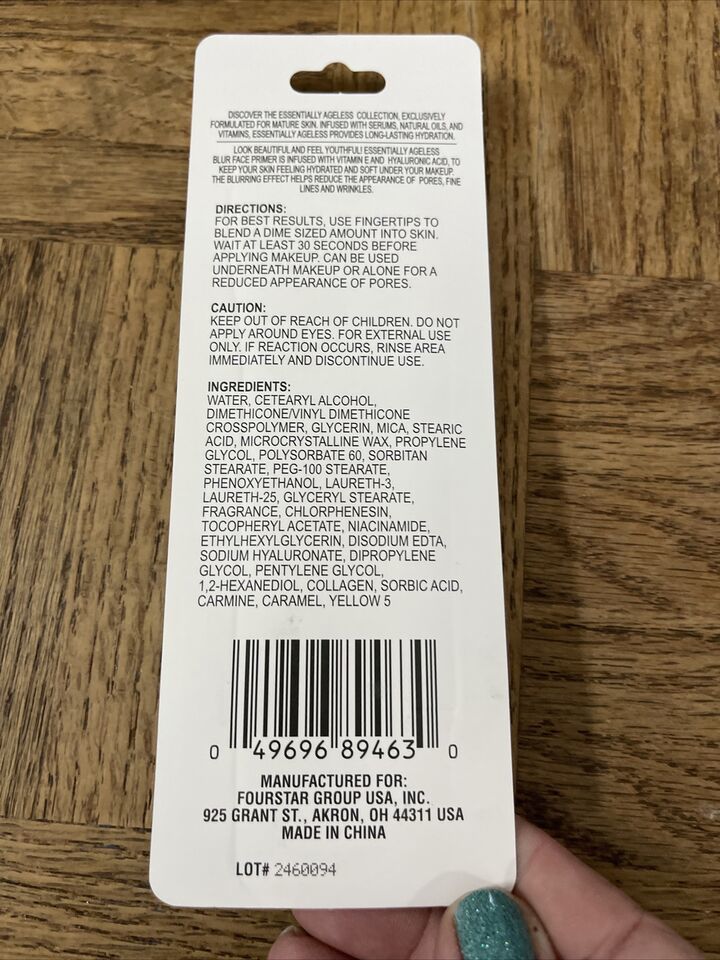 DISCOVER THE ESSENTIALLY AGELESS COLLECTION, EXCLUSIVELY
FORMULATED FOR MATURE SKIN. INFUSED WITH SERUMS, NATURAL OILS, AND
VITAMINS, ESSENTIALLY AGELESS PROVIDES LONG-LASTING HYDRATION.
LOOK BEAUTIFUL AND FEEL YOUTHFUL! ESSENTIALLY AGELESS
BLUR FACE PRIMER IS INFUSED WITH VITAMIN E AND HYALURONIC ACID, TO
KEEP YOUR SKIN FEELING HYDRATED AND SOFT UNDER YOUR MAKEUP.
THE BLURRING EFFECT HELPS REDUCE THE APPEARANCE OF PORES, FINE
LINES AND WRINKLES.
DIRECTIONS:
FOR BEST RESULTS, USE FINGERTIPS TO
BLEND A DIME SIZED AMOUNT INTO SKIN.
WAIT AT LEAST 30 SECONDS BEFORE
APPLYING MAKEUP. CAN BE USED
UNDERNEATH MAKEUP OR ALONE FOR A
REDUCED APPEARANCE OF PORES.
CAUTION:
KEEP OUT OF REACH OF CHILDREN. DO NOT
APPLY AROUND EYES. FOR EXTERNAL USE
ONLY. IF REACTION OCCURS, RINSE AREA
IMMEDIATELY AND DISCONTINUE USE.
INGREDIENTS:
WATER, CETEARYL ALCOHOL,
DIMETHICONE/VINYL DIMETHICONE
CROSSPOLYMER, GLYCERIN, MICA, STEARIC
ACID, MICROCRYSTALLINE WAX, PROPYLENE
GLYCOL, POLYSORBATE 60, SORBITAN
STEARATE, PEG-100 STEARATE,
PHENOXYETHANOL, LAURETH-3,
LAURETH-25, GLYCERYL STEARATE,
FRAGRANCE, CHLORPHENESIN,
TOCOPHERYL ACETATE, NIACINAMIDE,
ETHYLHEXYLGLYCERIN, DISODIUM EDTA,
SODIUM HYALURONATE, DIPROPYLENE
GLYCOL, PENTYLENE GLYCOL,
1,2-HEXANEDIOL, COLLAGEN, SORBIC ACID,
CARMINE, CARAMEL, YELLOW 5
0 49696 89463 0
MANUFACTURED FOR:
FOURSTAR GROUP USA, INC.
925 GRANT ST., AKRON, OH 44311 USA
MADE IN CHINA
LOT# 2460094